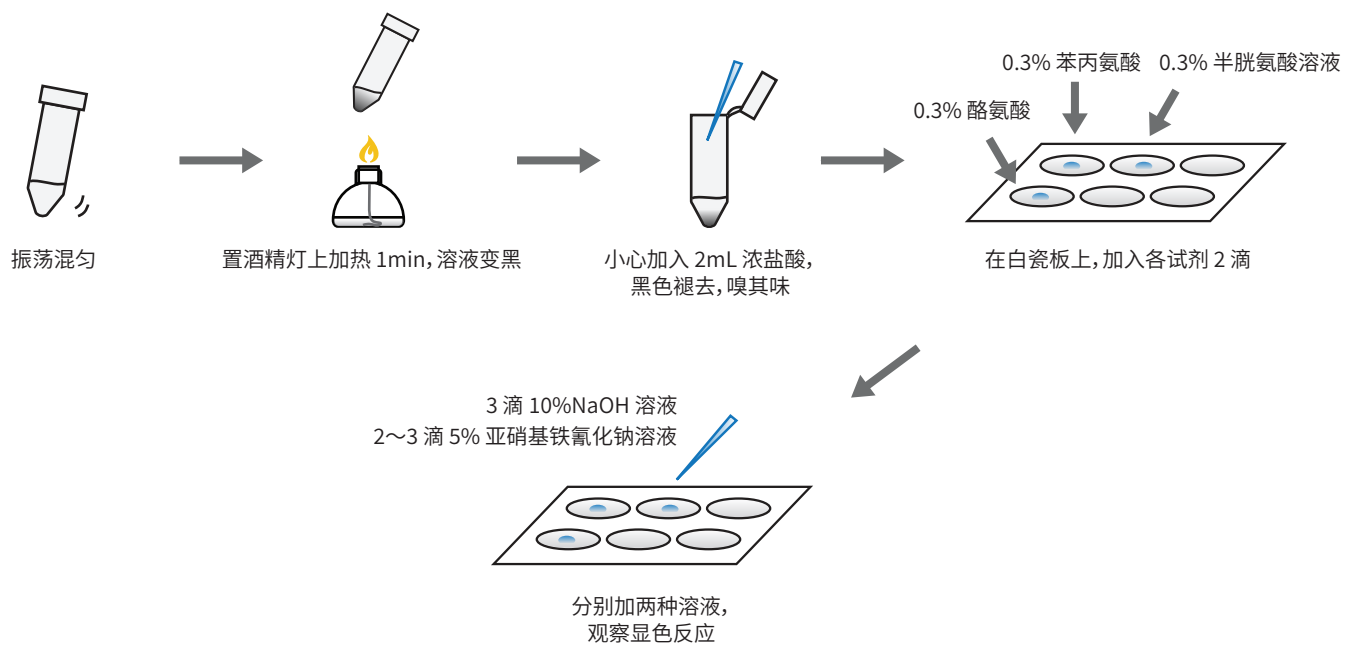 0.3% 苯丙氨酸 0.3% 半胱氨酸溶液
0.3% 酪氨酸
振荡混匀
置酒精灯上加热 1min，溶液变黑
小心加入 2mL 浓盐酸，
黑色褪去，嗅其味
在白瓷板上，加入各试剂 2 滴
3 滴 10%NaOH 溶液
2～3 滴 5% 亚硝基铁氰化钠溶液
分别加两种溶液，
观察显色反应